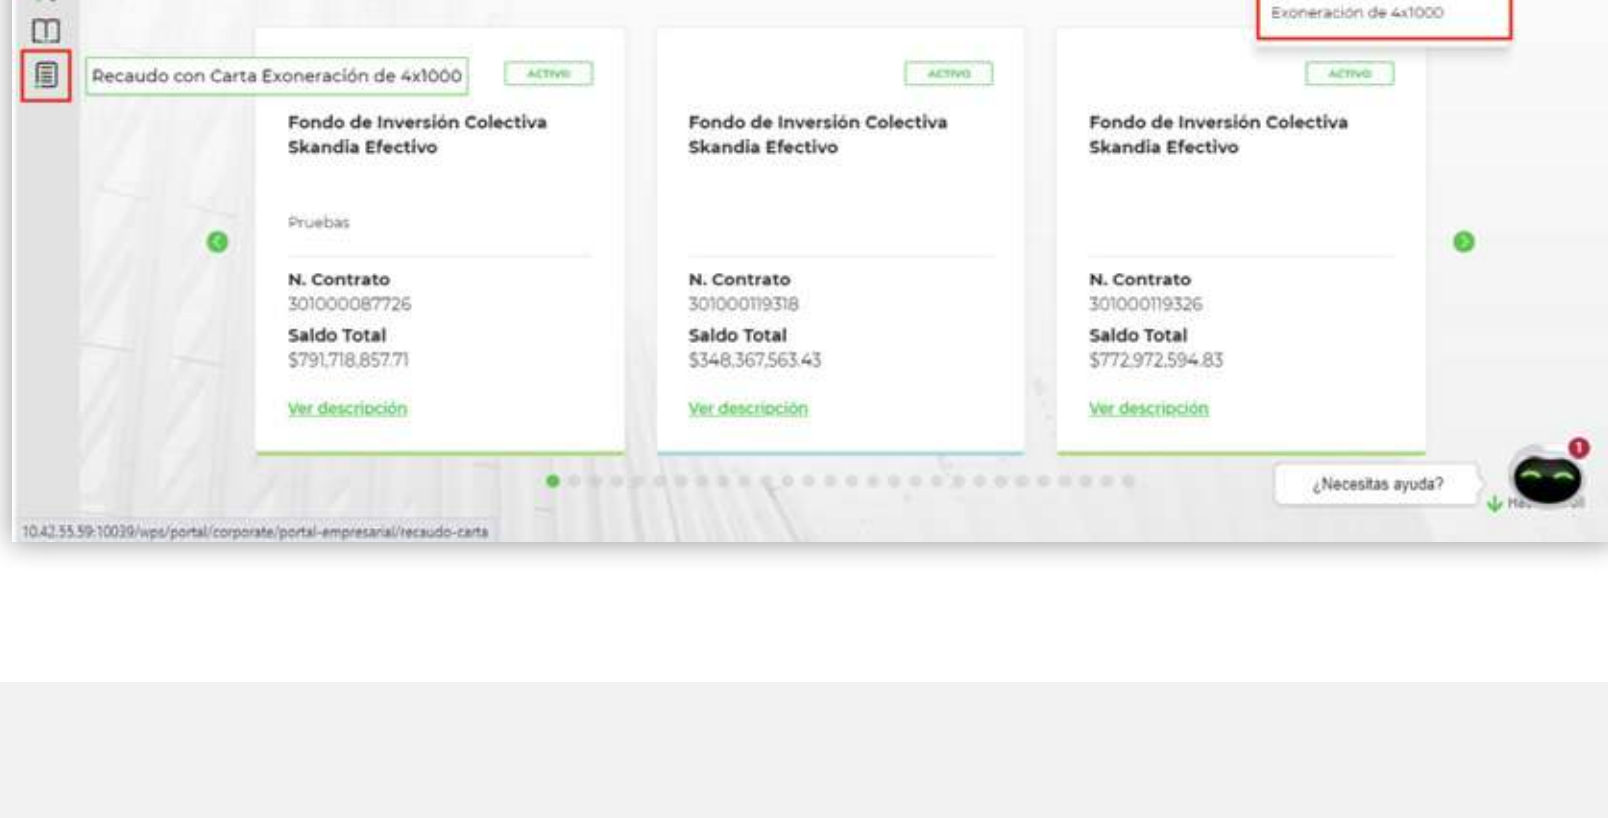 Exoneración de 4x1000
Recaudo con Carta Exoneración de 4x1000
ACTIVO
ACTIVO
ACTIVO
Fondo de Inversión Colectiva
Skandia Efectivo
Fondo de Inversión Colectiva
Skandia Efectivo
Fondo de Inversión Colectiva
Skandia Efectivo
Pruebas
N. Contrato
301000087726
Saldo Total
$791,718,857.71
Ver descripción
N. Contrato
301000119318
Saldo Total
$348,367,563.43
Ver descripción
N. Contrato
301000119326
Saldo Total
$772,972,594.83
Ver descripción
¿Necesitas ayuda?
1
10.42.55.59:10039/wps/portal/corporate/portal-empresarial/recaudo-carta